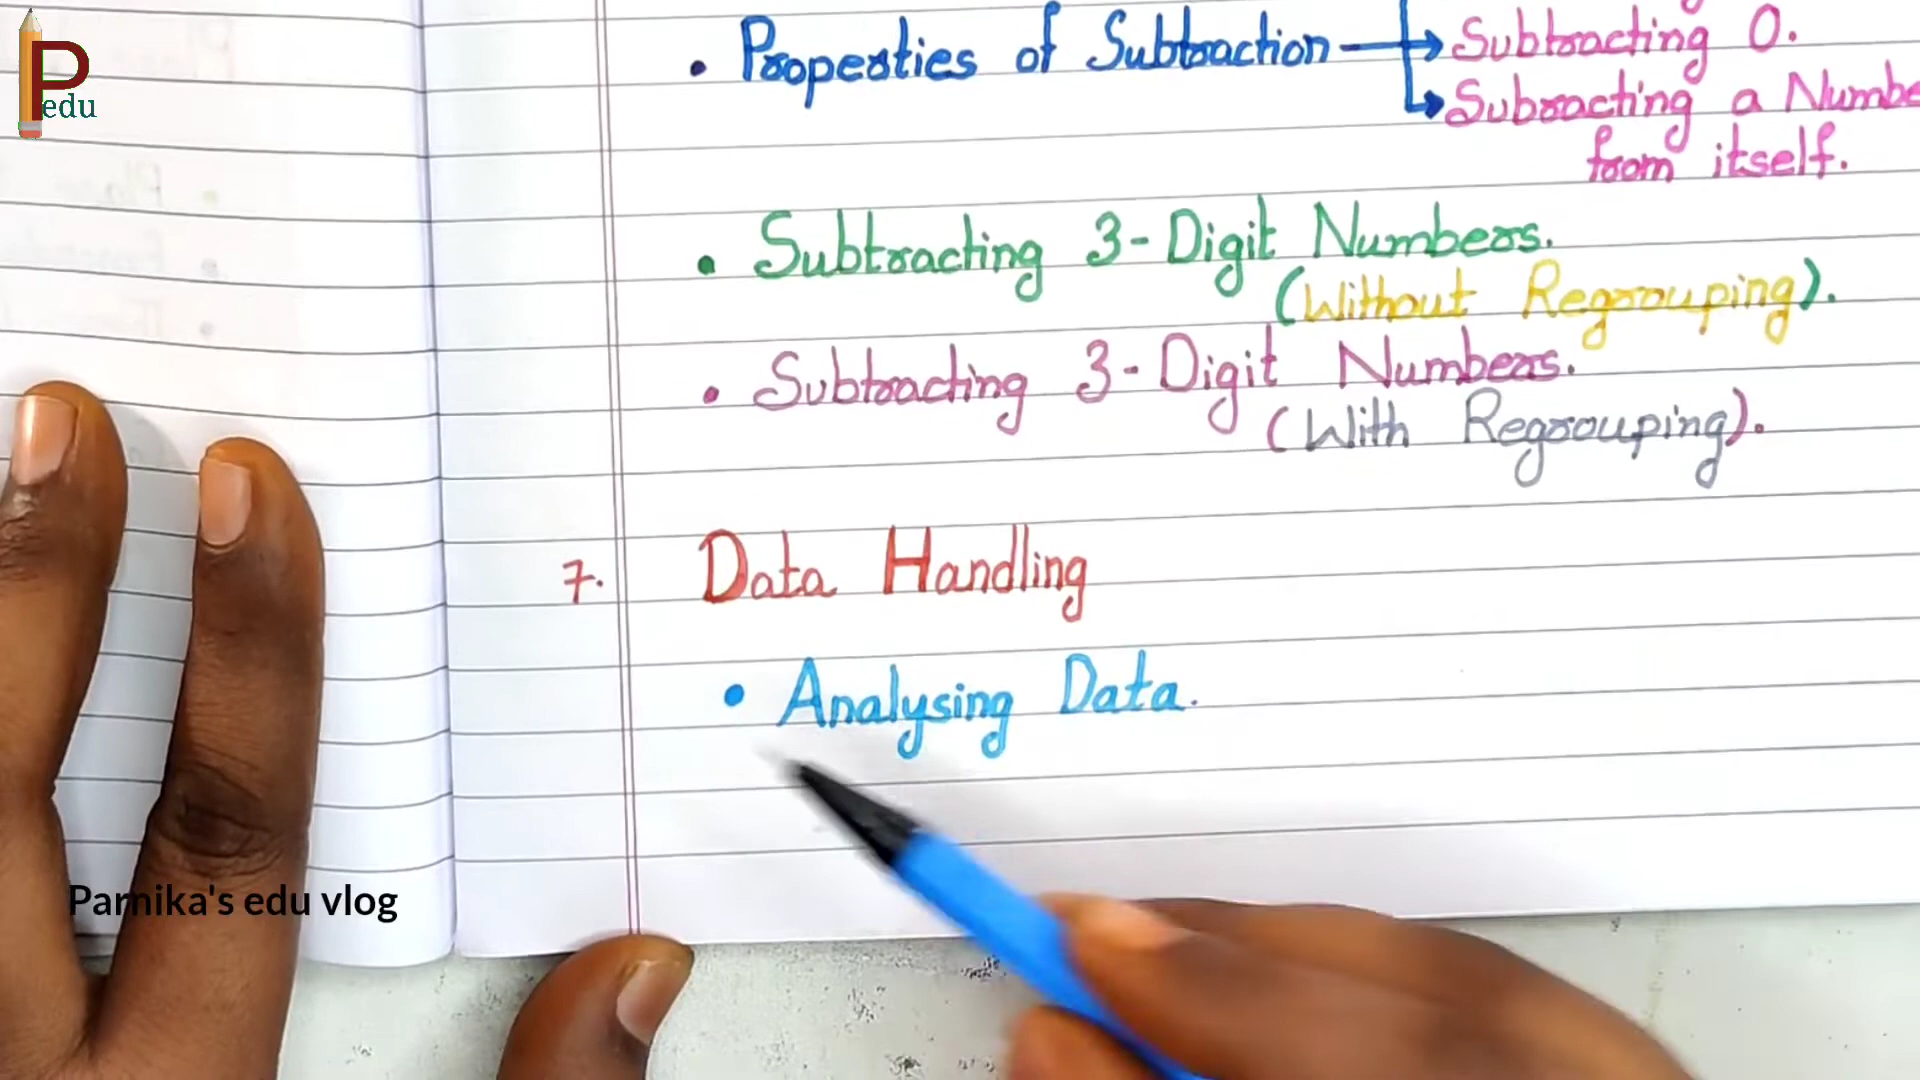 P
edu
• Properties of Subtraction → Subtracting 0.
→ Subracting a Numbe
from itself.
• Subtracting 3-Digit Numbers.
(Without Regrouping).
• Subtracting 3-Digit Numbers.
(With Regrouping).
7. Data Handling
• Analysing Data.
Parnika's edu vlog